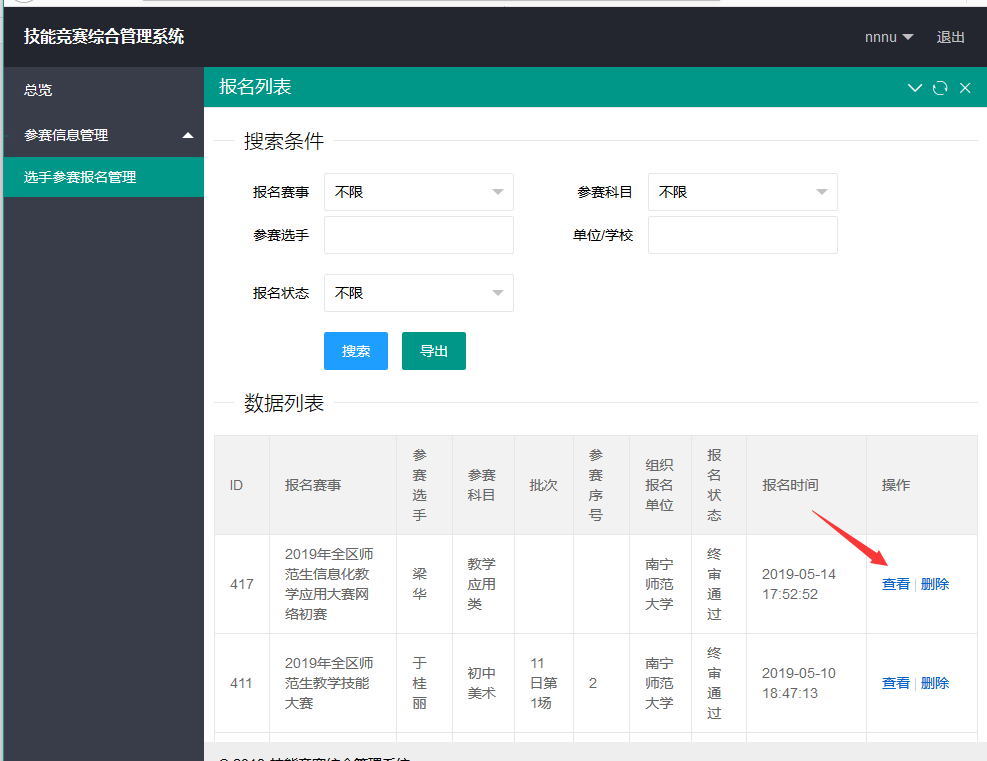 技能竞赛综合管理系统
nnnu 退出
总览
参赛信息管理
选手参赛报名管理
报名列表
搜索条件
报名赛事 不限 参赛科目 不限
参赛选手 单位/学校
报名状态 不限
搜索 导出
数据列表
ID 报名赛事 参赛选手 参赛科目 批次 参赛序号 组织报名单位 报名状态 报名时间 操作
417 2019年全区师范生信息化教学应用大赛网络初赛 梁华 教学应用类 南宁师范大学 终审通过 2019-05-14 17:52:52 查看 | 删除
411 2019年全区师范生教学技能大赛 于桂丽 初中美术 11日第1场 2 南宁师范大学 终审通过 2019-05-10 18:47:13 查看 | 删除